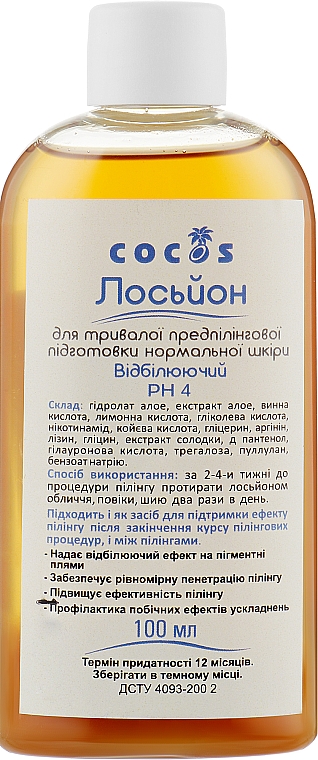 cocos
Лосьйон
для тривалої предпілінгової
підготовки нормальної шкіри
Відбілюючий
PH 4
Склад: гідролат алое, екстракт алое, винна
кислота, лимонна кислота, гліколева кислота,
нікотинамід, койєва кислота, гліцерин, аргінін,
лізин, гліцин, екстракт солодки, д пантенол,
гілауронова кислота, трегалоза, пуллулан,
бензоат натрію.
Спосіб використання: за 2-4-и тижні до
процедури пілінгу протирати лосьйоном
обличчя, повіки, шию два рази в день.
Підходить і як засіб для підтримки ефекту
пілінгу після закінчення курсу пілінгових
процедур, і між пілінгами.
- Надає відбілюючий ефект на пігментні
плями
- Забезпечує рівномірну пенетрацію пілінгу
- Підвищує ефективність пілінгу
- Профілактика побічних ефектів ускладнень
100 мл
Термін придатності 12 місяців.
Зберігати в темному місці.
ДСТУ 4093-200 2